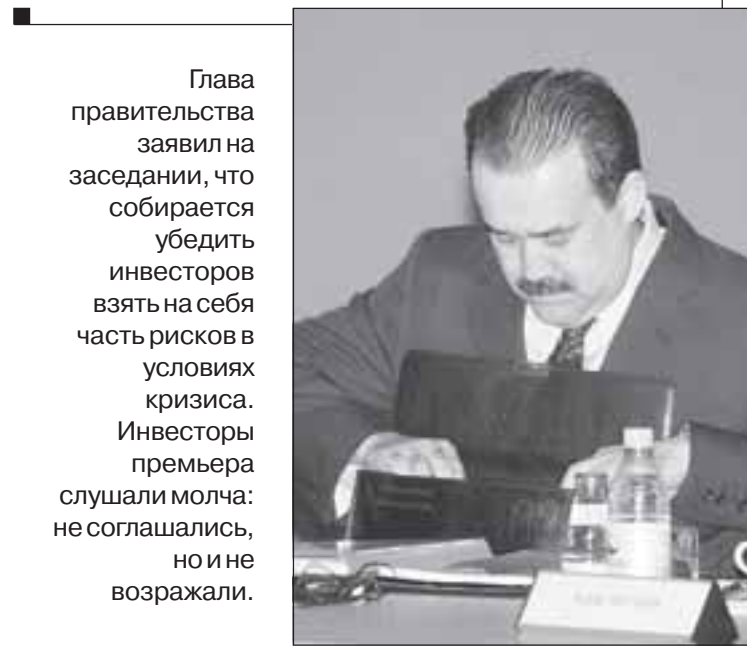 Глава
правительства
заявил на
заседании, что
собирается
убедить
инвесторов
взять на себя
часть рисков в
условиях
кризиса.
Инвесторы
премьера
слушали молча:
не соглашались,
но и не
возражали.